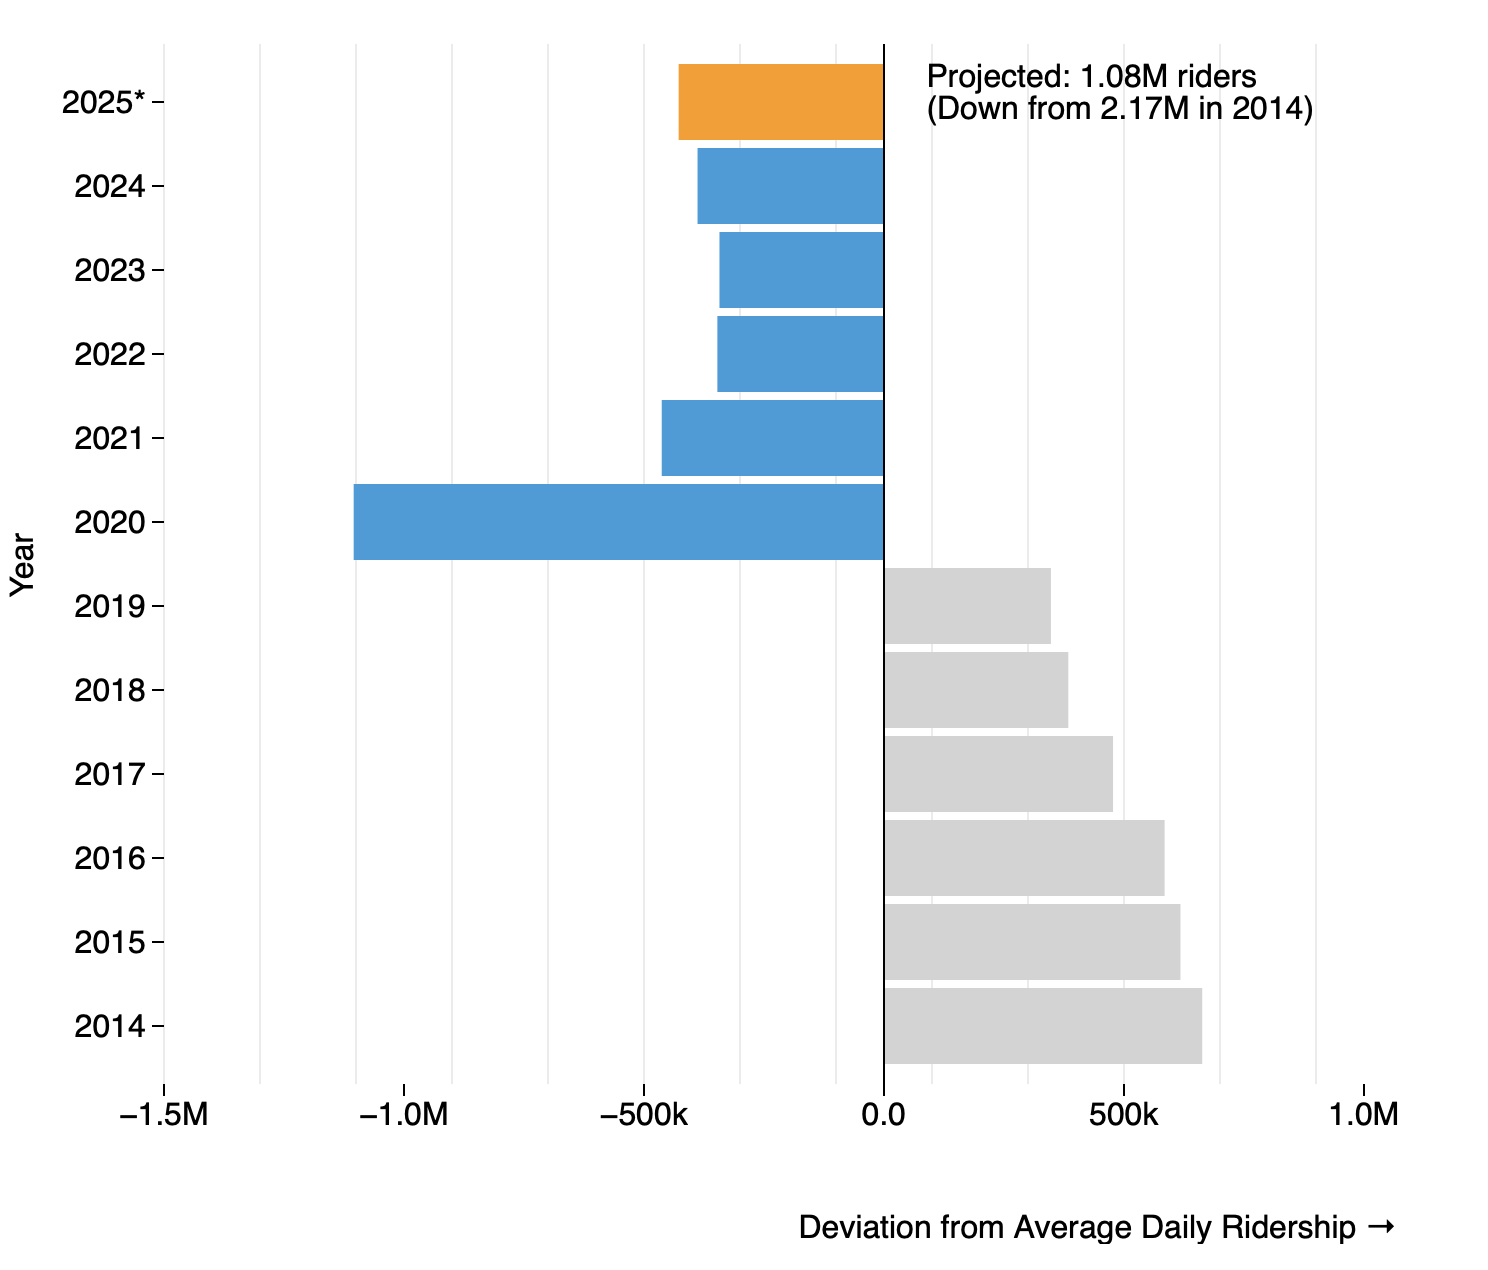 Projected: 1.08M riders
(Down from 2.17M in 2014)
2025*
2024
2023
2022
2021
2020
2019
2018
2017
2016
2015
2014
Year
−1.5M −1.0M −500k 0.0 500k 1.0M
Deviation from Average Daily Ridership →